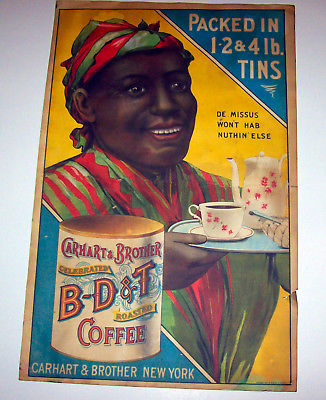 PACKED IN
1·2 & 4 lb.
TINS
DE MISSUS
WONT HAB
NUTHIN' ELSE
CARHART & BROTHER
CELEBRATED
B-D & T
ROASTED
COFFEE
CARHART & BROTHER NEW YORK